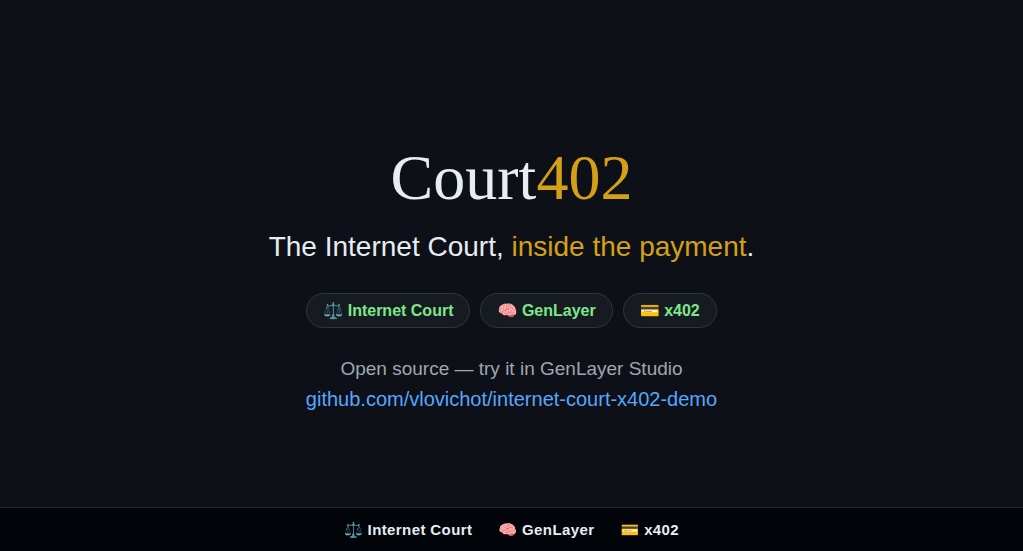 Court402
The Internet Court, inside the payment.
⚖️ Internet Court 🧠 GenLayer 💳 x402
Open source — try it in GenLayer Studio
github.com/vlovichot/internet-court-x402-demo
⚖️ Internet Court 🧠 GenLayer 💳 x402